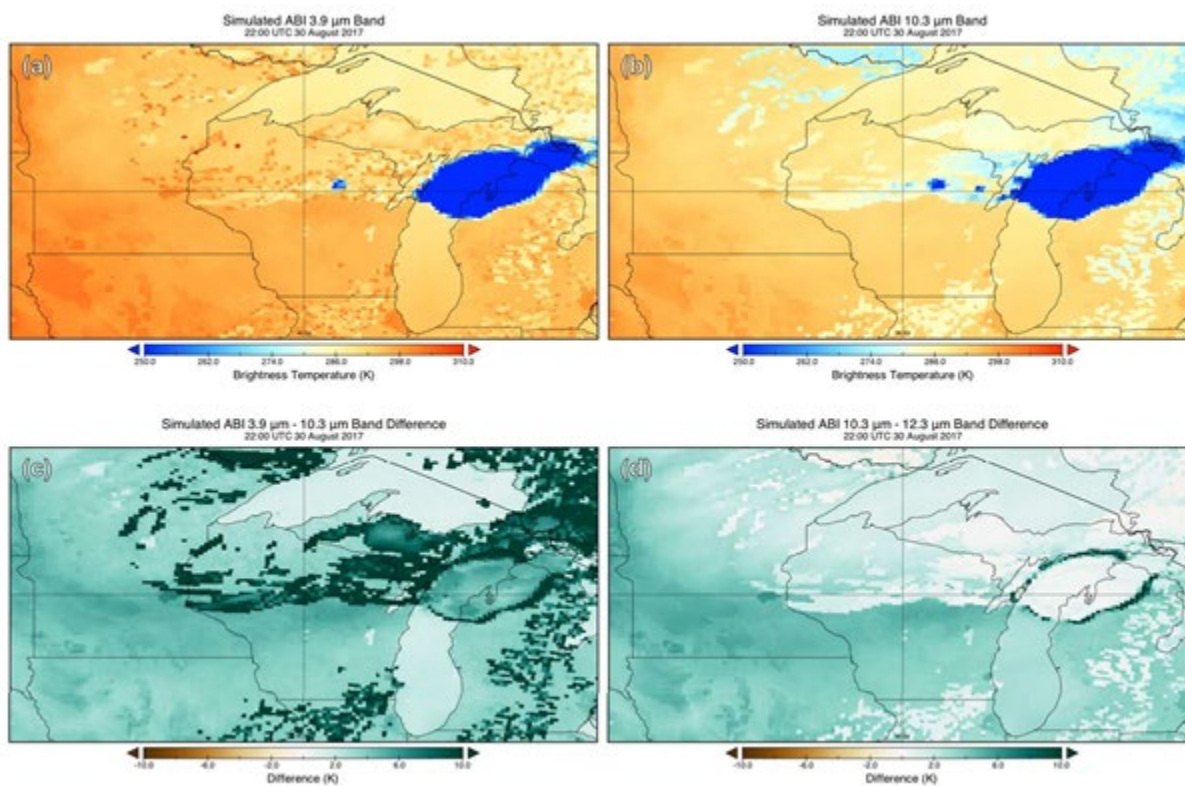 Simulated ABI 3.9 µm Band
22:00 UTC 30 August 2017
(a)
250.0 262.0 274.0 286.0 298.0 310.0
Brightness Temperature (K)
Simulated ABI 10.3 µm Band
22:00 UTC 30 August 2017
(b)
250.0 262.0 274.0 286.0 298.0 310.0
Brightness Temperature (K)
Simulated ABI 3.9 µm - 10.3 µm Band Difference
22:00 UTC 30 August 2017
(c)
-10.0 -6.0 -2.0 2.0 6.0 10.0
Difference (K)
Simulated ABI 10.3 µm - 12.3 µm Band Difference
22:00 UTC 30 August 2017
(d)
-10.0 -6.0 -2.0 2.0 6.0 10.0
Difference (K)